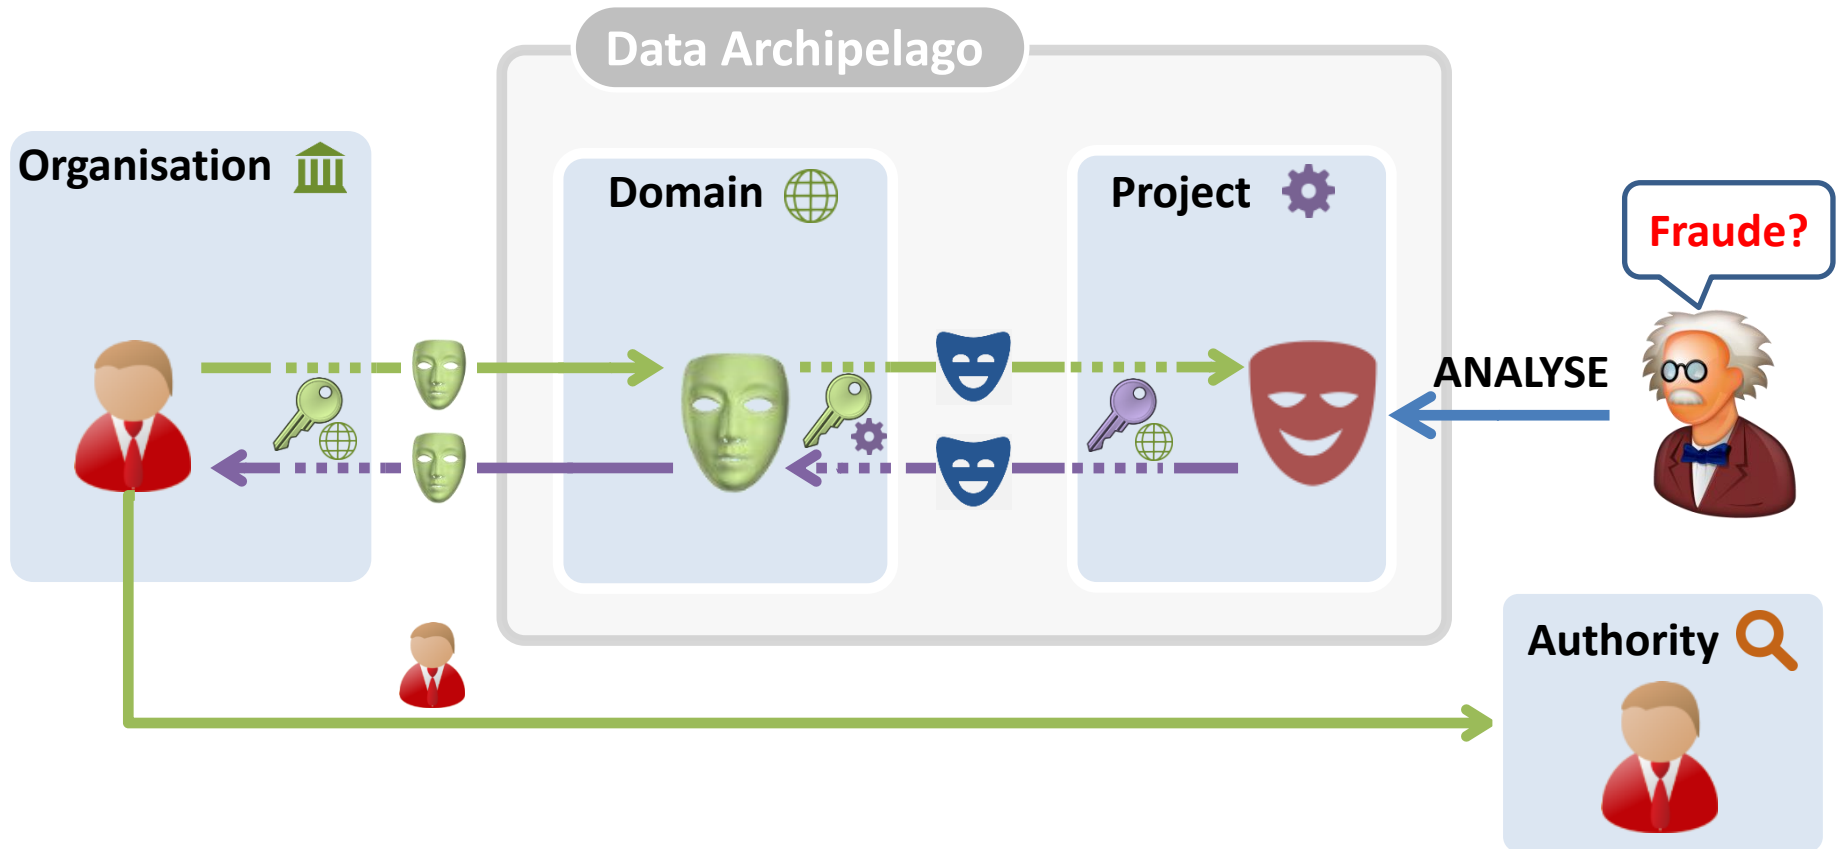 Data Archipelago
Organisation
Domain
Project
Fraude?
ANALYSE
Authority